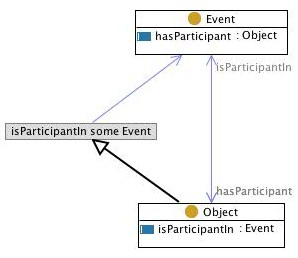 Event
hasParticipant : Object
isParticipantIn
isParticipantIn some Event
hasParticipant
Object
isParticipantIn : Event